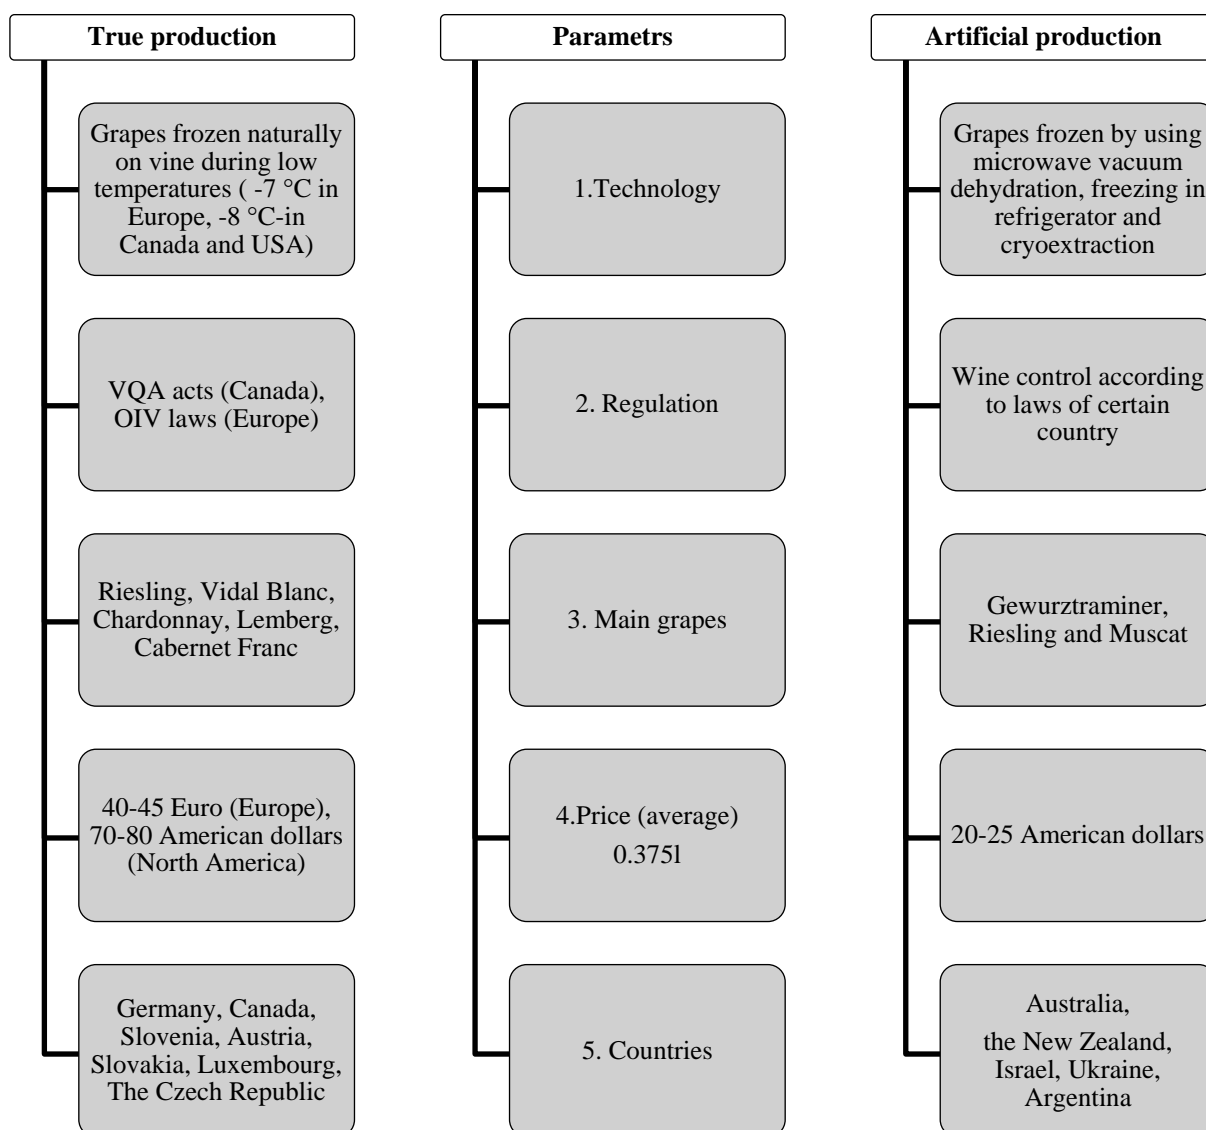 True production
Grapes frozen naturally
on vine during low
temperatures ( -7 °C in
Europe, -8 °C-in
Canada and USA)
VQA acts (Canada),
OIV laws (Europe)
Riesling, Vidal Blanc,
Chardonnay, Lemberg,
Cabernet Franc
40-45 Euro (Europe),
70-80 American dollars
(North America)
Germany, Canada,
Slovenia, Austria,
Slovakia, Luxembourg,
The Czech Republic
Parametrs
1.Technology
2. Regulation
3. Main grapes
4.Price (average)
0.375l
5. Countries
Artificial production
Grapes frozen by using
microwave vacuum
dehydration, freezing in
refrigerator and
cryoextraction
Wine control according
to laws of certain
country
Gewurztraminer,
Riesling and Muscat
20-25 American dollars
Australia,
the New Zealand,
Israel, Ukraine,
Argentina